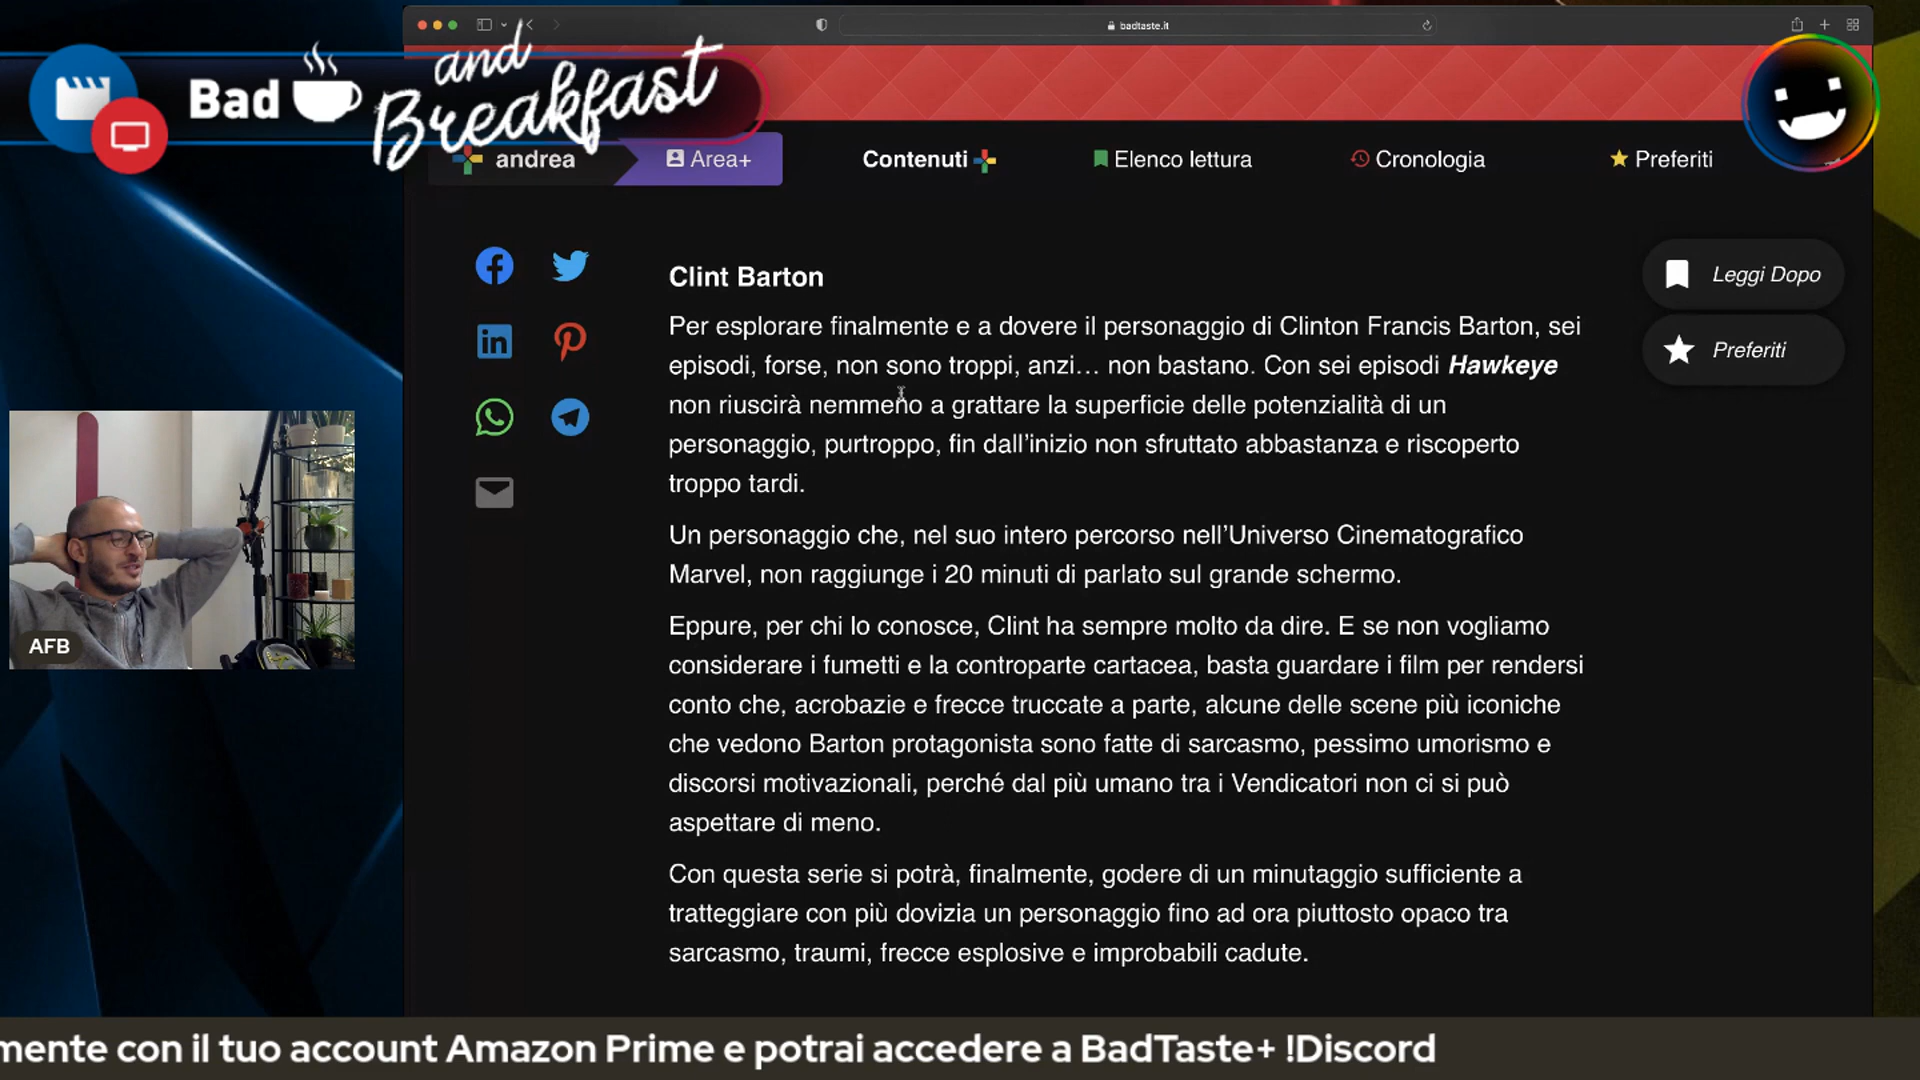 badtaste.it
Bad and Breakfast
andrea
Area+
Contenuti
Elenco lettura
Cronologia
Preferiti
Leggi Dopo
Preferiti
Clint Barton
Per esplorare finalmente e a dovere il personaggio di Clinton Francis Barton, sei
episodi, forse, non sono troppi, anzi… non bastano. Con sei episodi Hawkeye
non riuscirà nemmeno a grattare la superficie delle potenzialità di un
personaggio, purtroppo, fin dall'inizio non sfruttato abbastanza e riscoperto
troppo tardi.
Un personaggio che, nel suo intero percorso nell'Universo Cinematografico
Marvel, non raggiunge i 20 minuti di parlato sul grande schermo.
Eppure, per chi lo conosce, Clint ha sempre molto da dire. E se non vogliamo
considerare i fumetti e la controparte cartacea, basta guardare i film per rendersi
conto che, acrobazie e frecce truccate a parte, alcune delle scene più iconiche
che vedono Barton protagonista sono fatte di sarcasmo, pessimo umorismo e
discorsi motivazionali, perché dal più umano tra i Vendicatori non ci si può
aspettare di meno.
Con questa serie si potrà, finalmente, godere di un minutaggio sufficiente a
tratteggiare con più dovizia un personaggio fino ad ora piuttosto opaco tra
sarcasmo, traumi, frecce esplosive e improbabili cadute.
AFB
mente con il tuo account Amazon Prime e potrai accedere a BadTaste+ !Discord